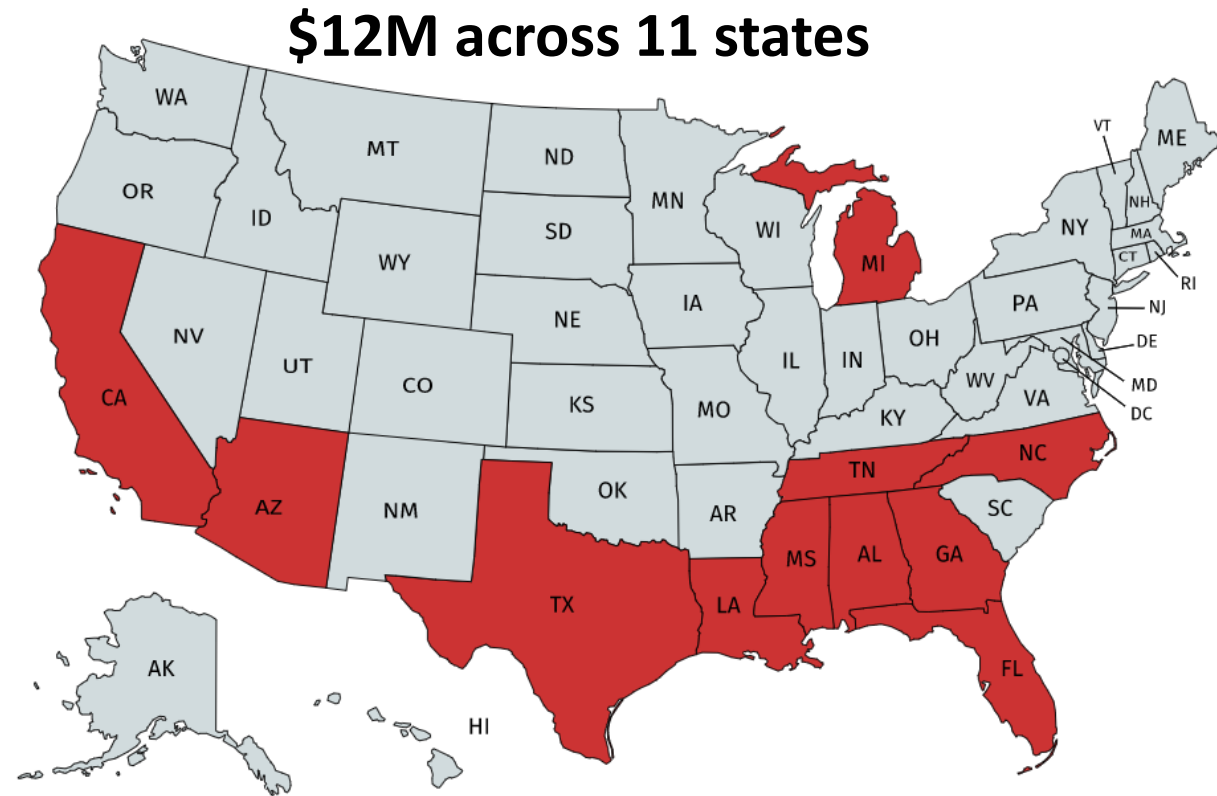 $12M across 11 states
WA
MT
ND
MN
OR
ID
SD
WI
WY
NE
IA
MI
NV
UT
CO
KS
MO
IL
IN
OH
PA
NY
VT
ME
NH
MA
CT
RI
NJ
DE
MD
DC
WV
VA
KY
CA
AZ
NM
OK
AR
TN
NC
SC
TX
LA
MS
AL
GA
FL
AK
HI